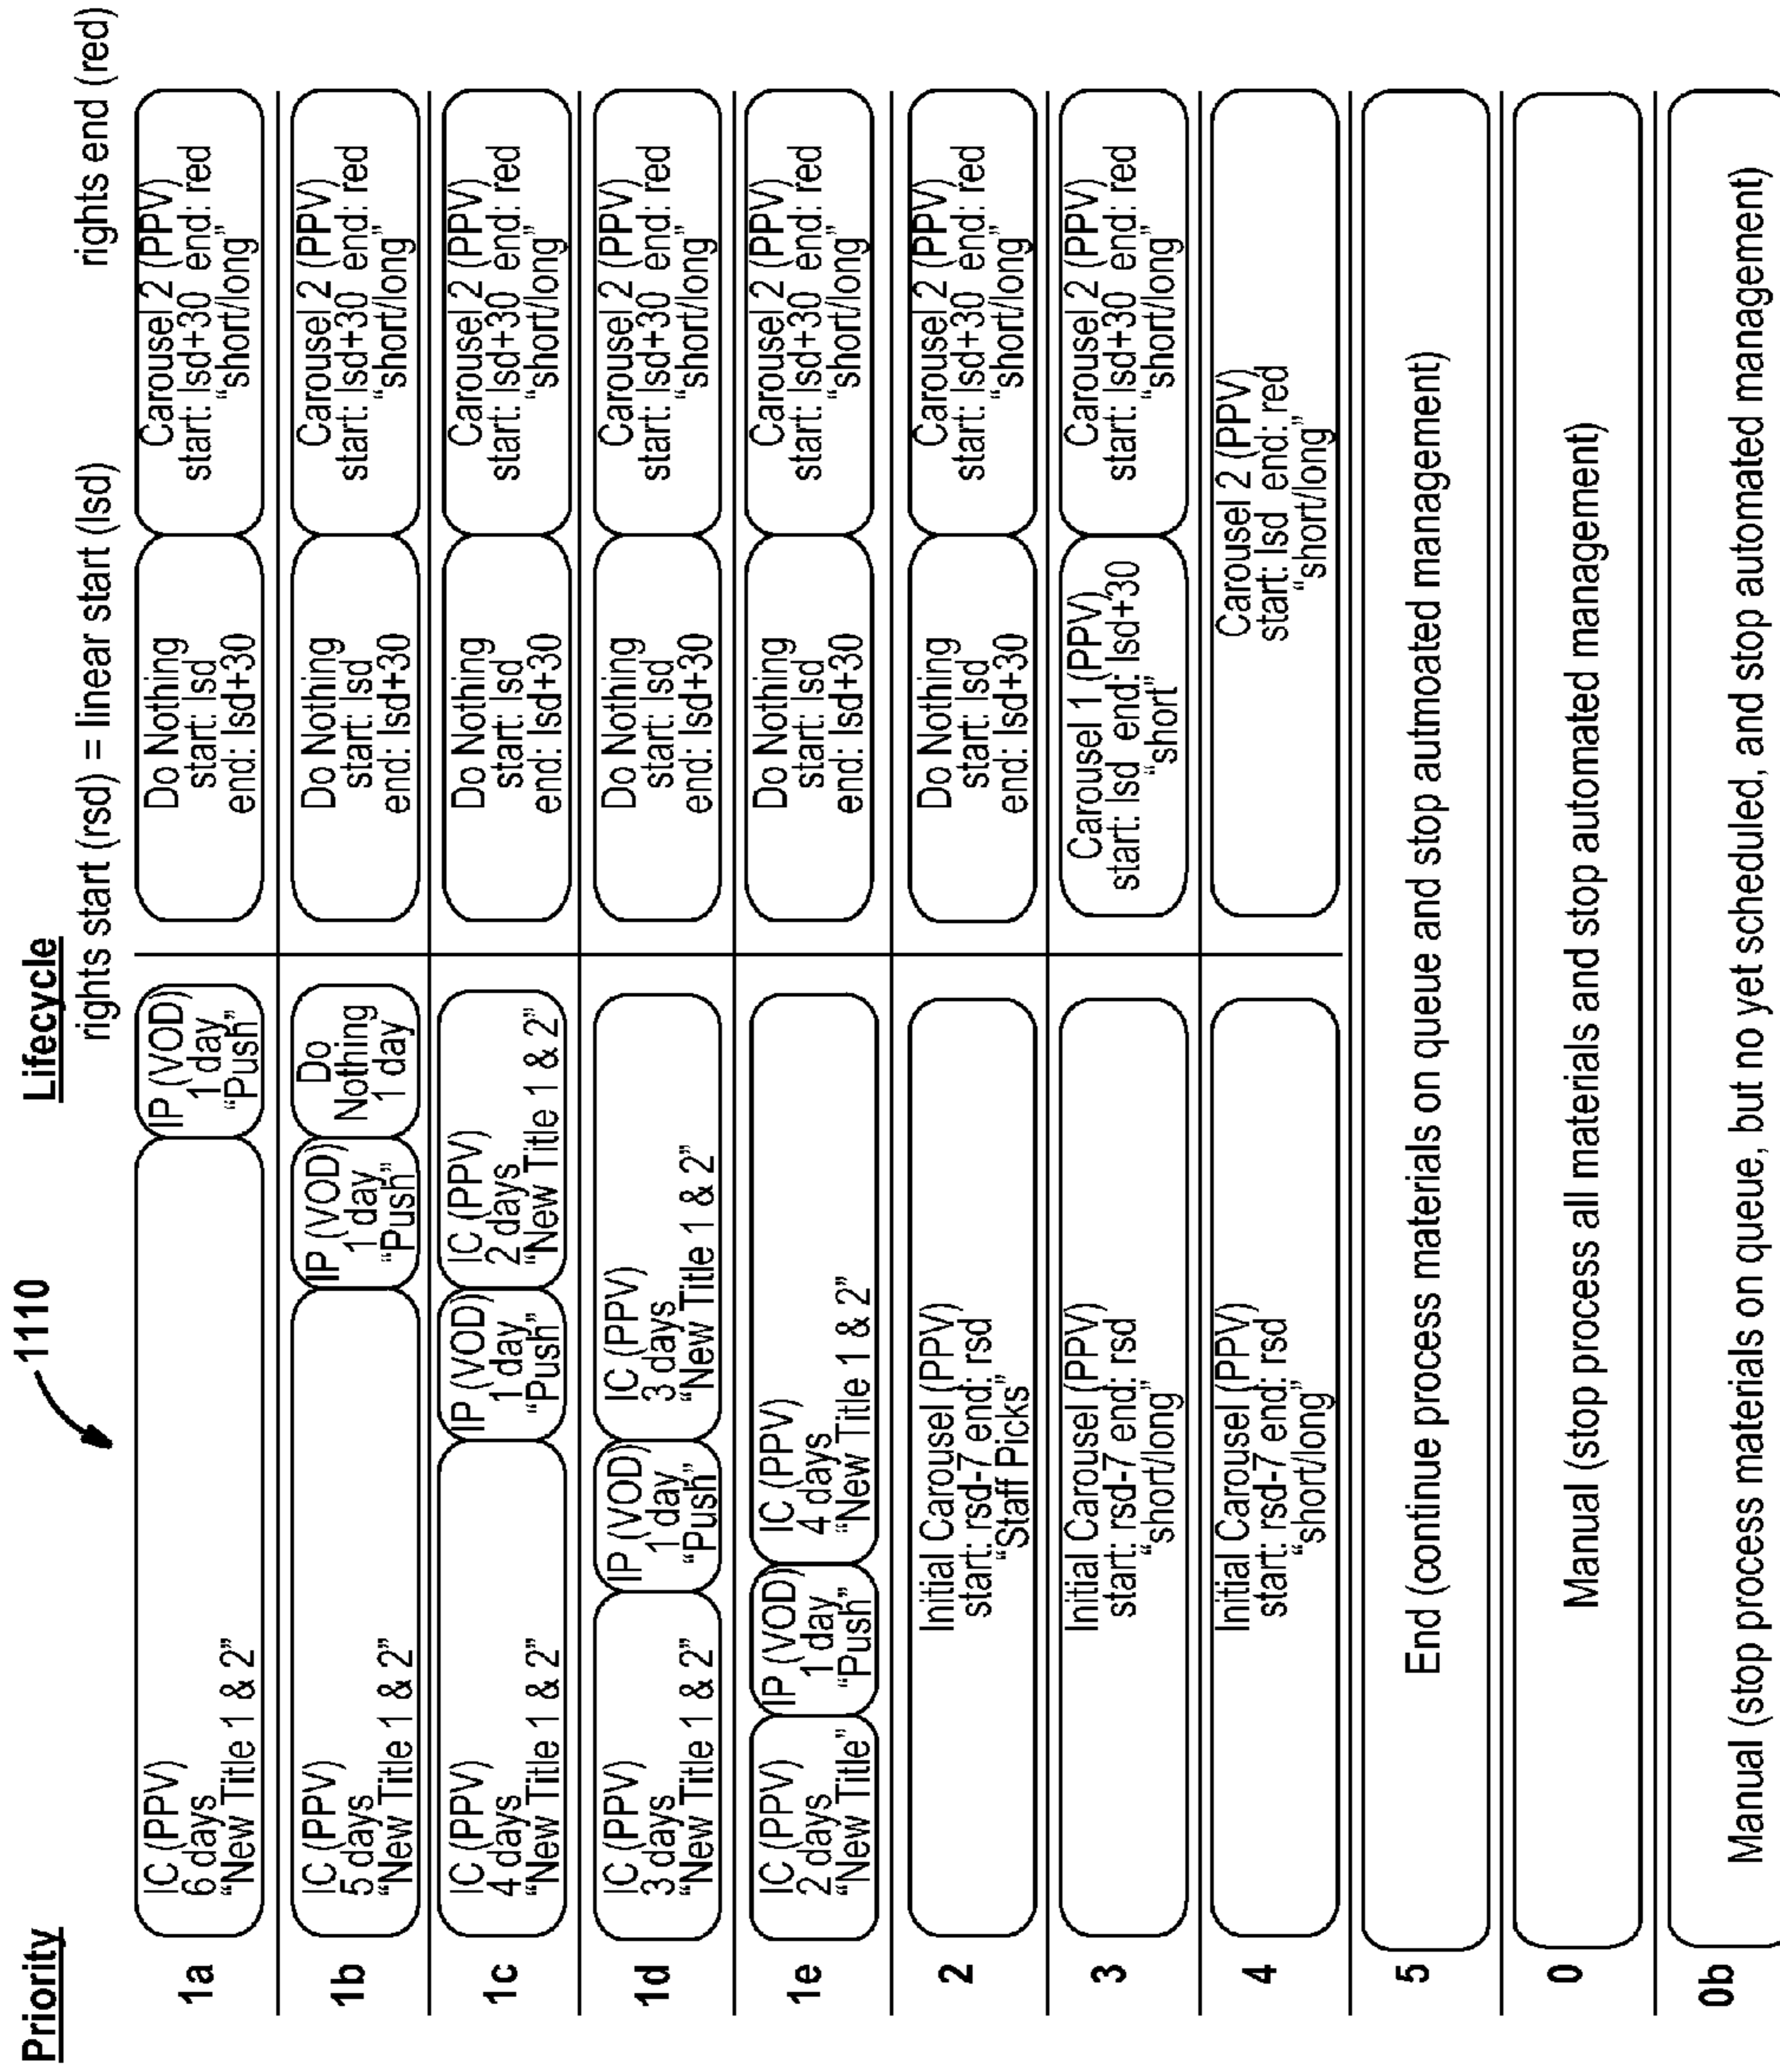 1110
Priority
Lifecycle
rights start (rsd) = linear start (lsd)
rights end (red)
1a
IC (PPV)
6 days
“New Title 1 & 2”
IP (VOD)
1 day
“Push”
Do Nothing
start: lsd
end: lsd+30
Carousel 2 (PPV)
start: lsd+30 end: red
“short/long”
1b
IC (PPV)
5 days
“New Title 1 & 2”
IP (VOD)
1 day
“Push”
Do
Nothing
1 day
Do Nothing
start: lsd
end: lsd+30
Carousel 2 (PPV)
start: lsd+30 end: red
“short/long”
1c
IC (PPV)
4 days
“New Title 1 & 2”
IP (VOD)
1 day
“Push”
IC (PPV)
2 days
“New Title 1 & 2”
Do Nothing
start: lsd
end: lsd+30
Carousel 2 (PPV)
start: lsd+30 end: red
“short/long”
1d
IC (PPV)
3 days
“New Title 1 & 2”
IP (VOD)
1 day
“Push”
IC (PPV)
3 days
“New Title 1 & 2”
Do Nothing
start: lsd
end: lsd+30
Carousel 2 (PPV)
start: lsd+30 end: red
“short/long”
1e
IC (PPV)
2 days
“New Title”
IP (VOD)
1 day
“Push”
IC (PPV)
4 days
“New Title 1 & 2”
Do Nothing
start: lsd
end: lsd+30
Carousel 2 (PPV)
start: lsd+30 end: red
“short/long”
2
Initial Carousel (PPV)
start: rsd-7 end: rsd
“Staff Picks”
Do Nothing
start: lsd
end: lsd+30
Carousel 2 (PPV)
start: lsd+30 end: red
“short/long”
3
Initial Carousel (PPV)
start: rsd-7 end: rsd
“short/long”
Carousel 1 (PPV)
start: lsd end: lsd+30
“short”
Carousel 2 (PPV)
start: lsd+30 end: red
“short/long”
4
Initial Carousel (PPV)
start: rsd-7 end: rsd
“short/long”
Carousel 2 (PPV)
start: lsd end: red
“short/long”
5
End (continue process materials on queue and stop autmoated management)
0
Manual (stop process all materials and stop automated management)
0b
Manual (stop process materials on queue, but no yet scheduled, and stop automated management)